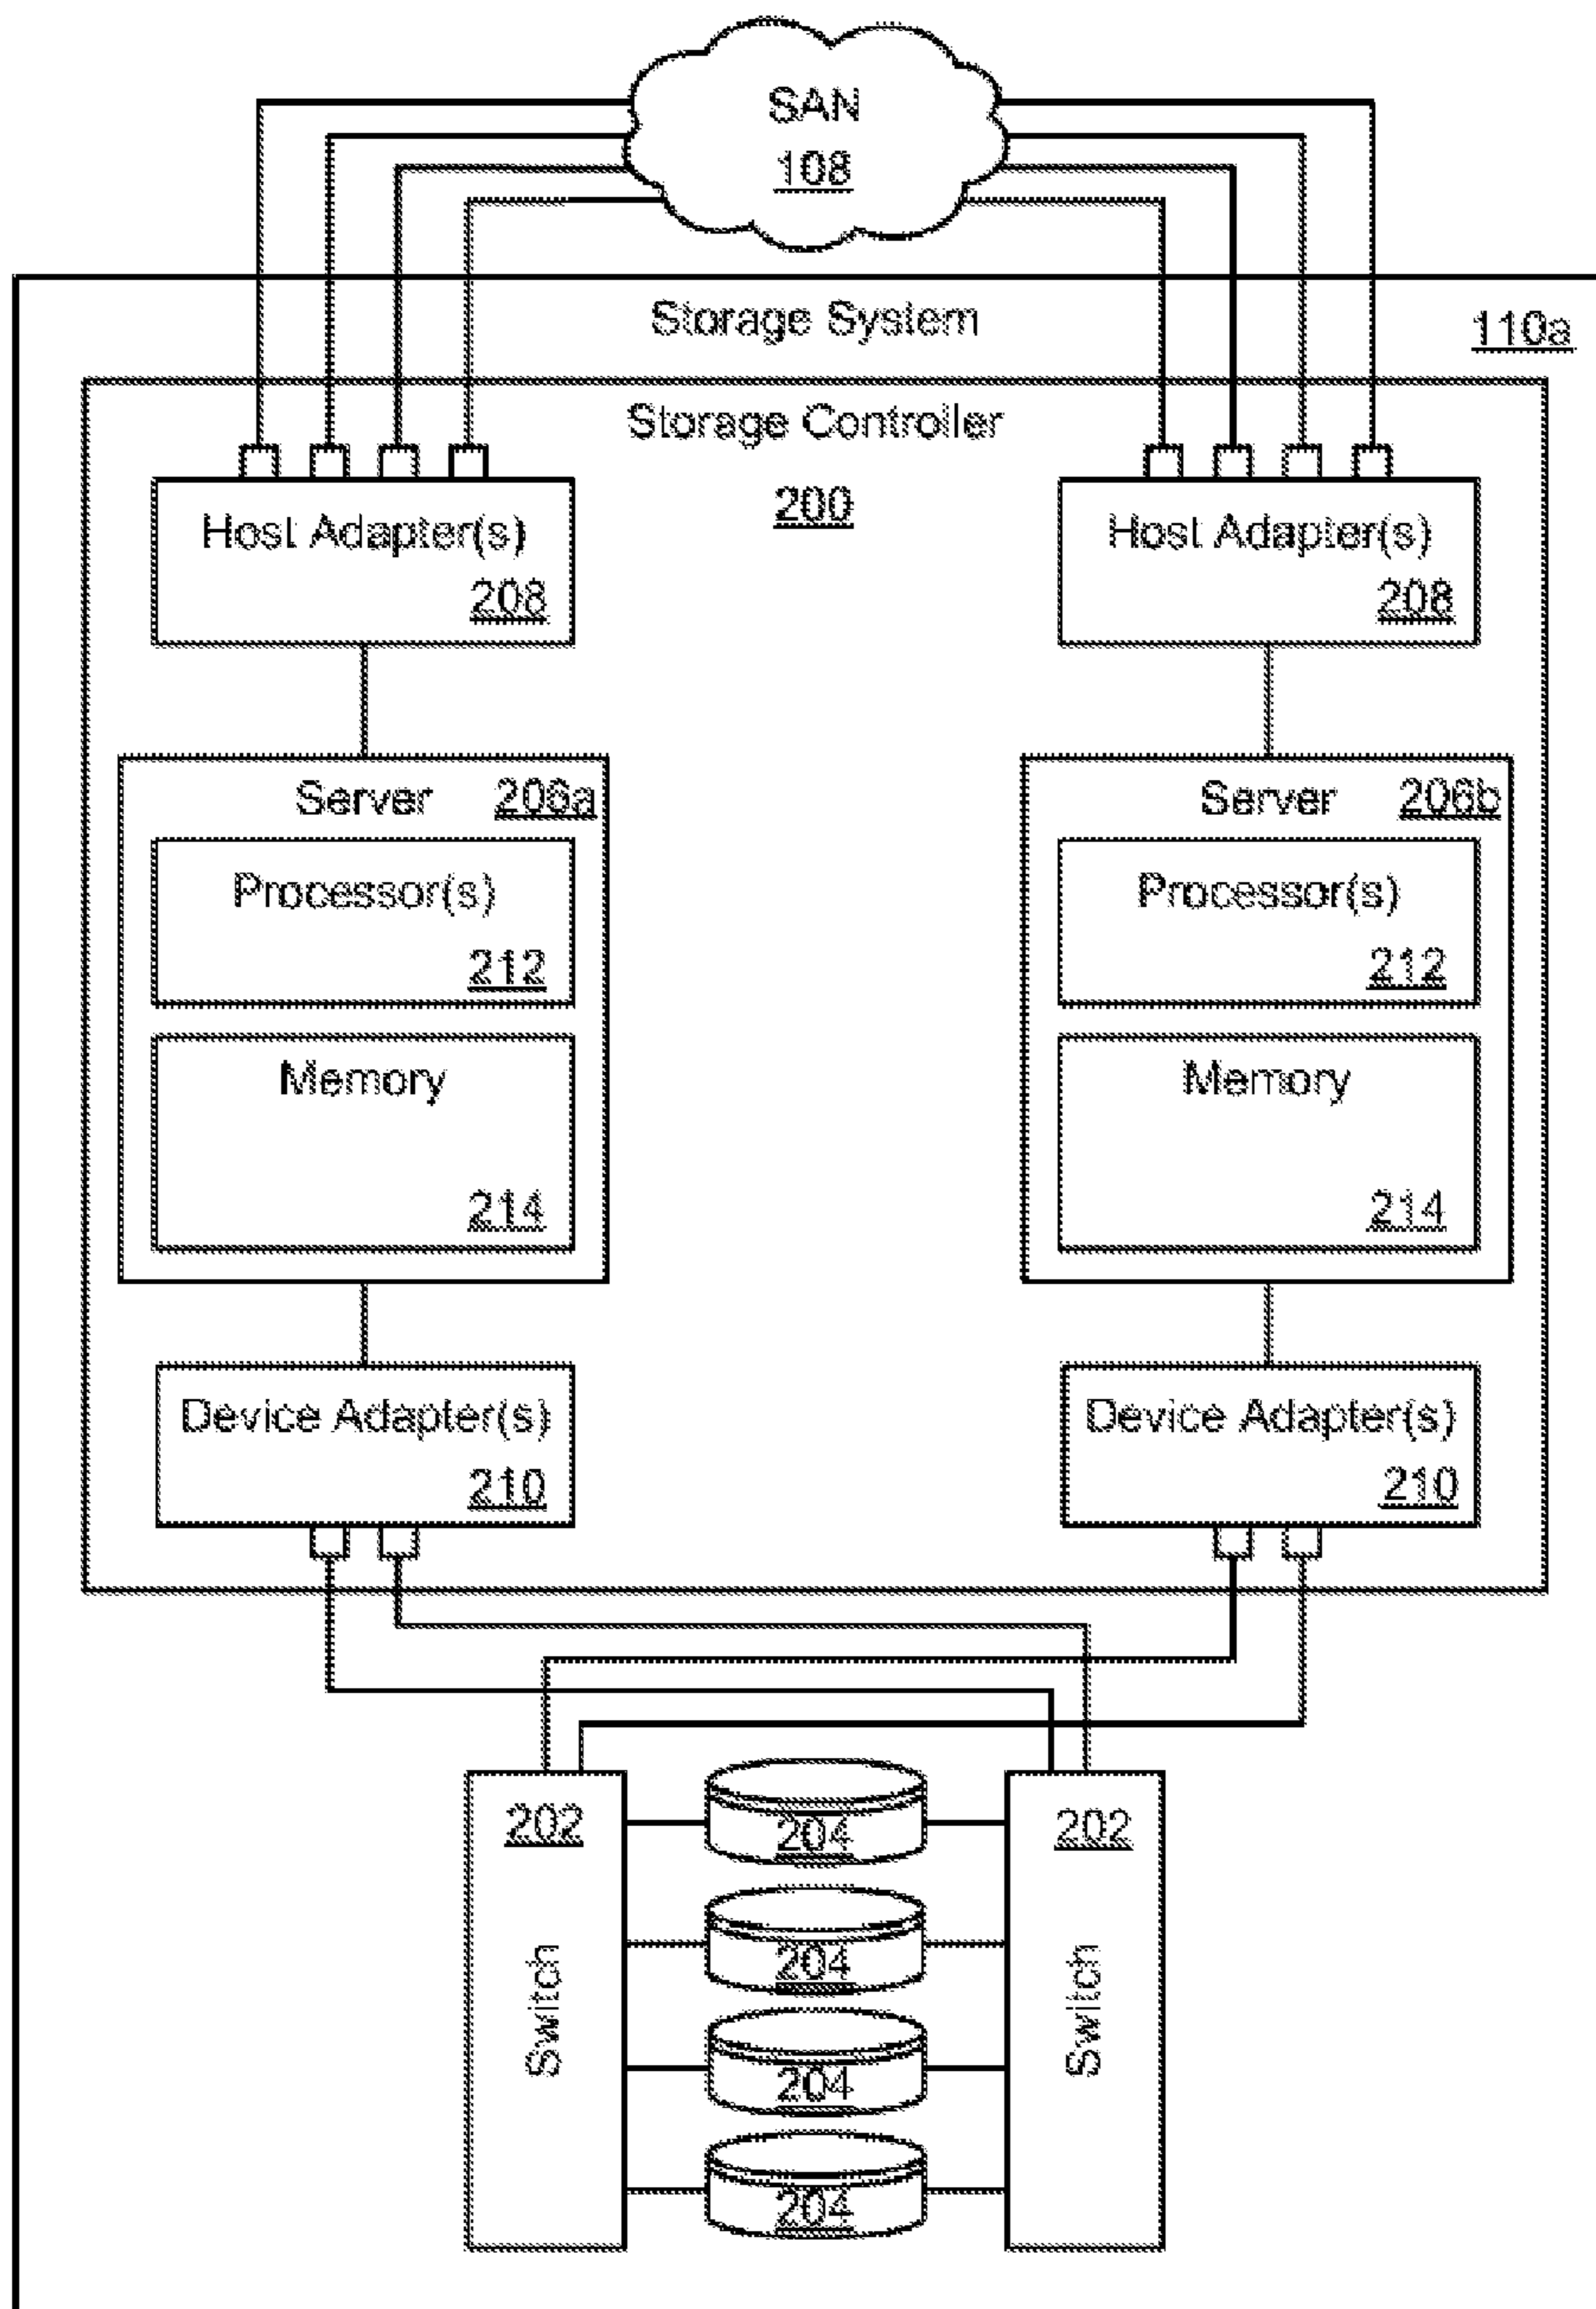 SAN
108
Storage System
110a
Storage Controller
200
Host Adapter(s)
208
Host Adapter(s)
208
Server 206a
Processor(s)
212
Memory
214
Server 206b
Processor(s)
212
Memory
214
Device Adapter(s)
210
Device Adapter(s)
210
202
Switch
204
204
204
204
202
Switch